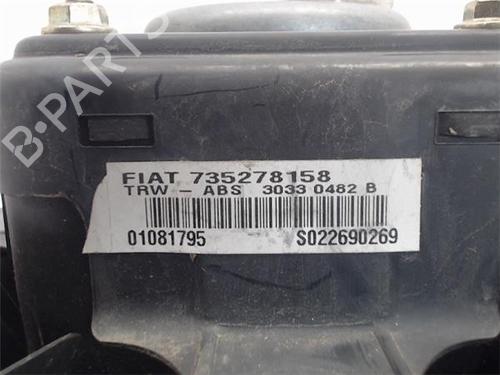 B-PARTS
FIAT 735278158
TRW - ABS 3033 0482 B
01081795 S022690269